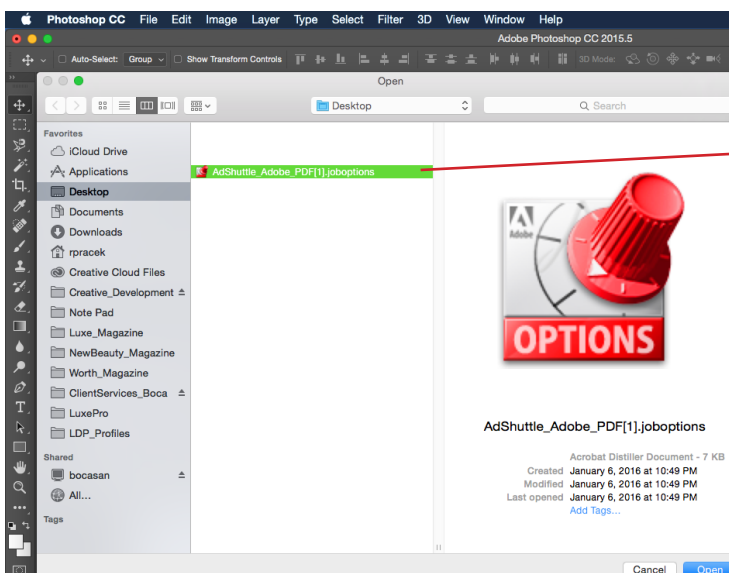 Photoshop CC File Edit Image Layer Type Select Filter 3D View Window Help
Adobe Photoshop CC 2015.5
Auto-Select: Group Show Transform Controls 3D Mode:
Open
Desktop
Search
Favorites
iCloud Drive
Applications
Desktop
Documents
Downloads
rpracek
Creative Cloud Files
Creative_Development
Note Pad
Luxe_Magazine
NewBeauty_Magazine
Worth_Magazine
ClientServices_Boca
LuxePro
LDP_Profiles
Shared
bocasan
All...
Tags
AdShuttle_Adobe_PDF[1].joboptions
Adobe
OPTIONS
AdShuttle_Adobe_PDF[1].joboptions
Acrobat Distiller Document - 7 KB
Created January 6, 2016 at 10:49 PM
Modified January 6, 2016 at 10:49 PM
Last opened January 6, 2016 at 10:49 PM
Add Tags...
Cancel Open